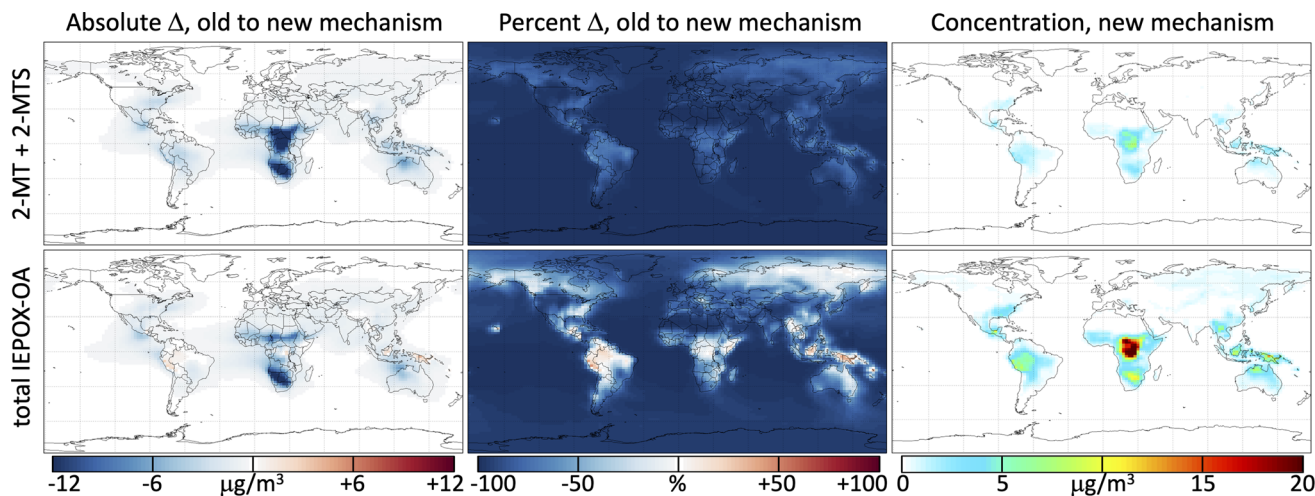 Absolute Δ, old to new mechanism
Percent Δ, old to new mechanism
Concentration, new mechanism
2-MT + 2-MTS
total IEPOX-OA
-12 -6 μg/m³ +6 +12
-100 -50 % +50 +100
0 5 μg/m³ 15 20